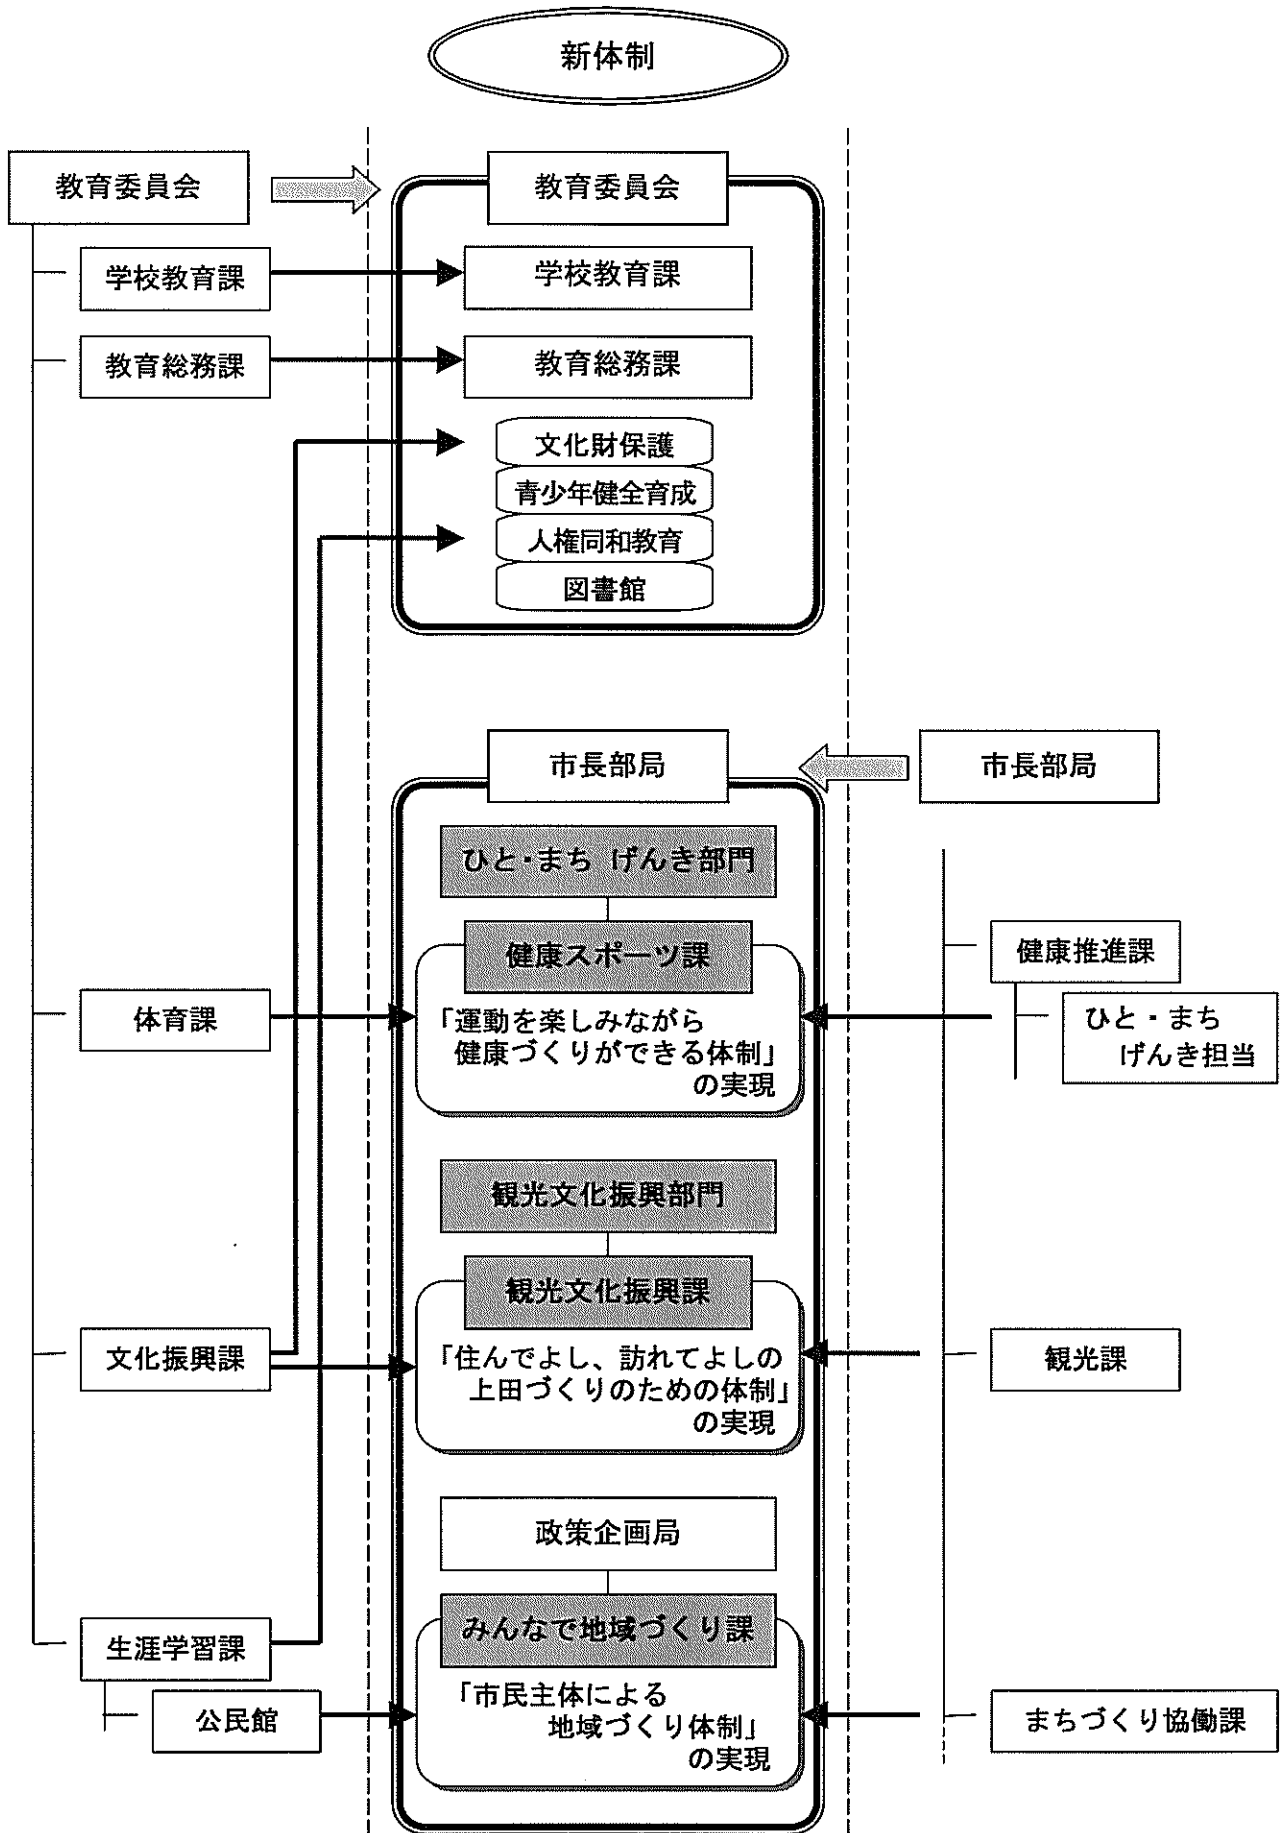 新体制
教育委員会
学校教育課
教育総務課
体育課
文化振興課
生涯学習課
公民館
教育委員会
学校教育課
教育総務課
文化財保護
青少年健全育成
人権同和教育
図書館
市長部局
ひと・まち げんき部門
健康スポーツ課
「運動を楽しみながら
健康づくりができる体制」
の実現
観光文化振興部門
観光文化振興課
「住んでよし、訪れてよしの
上田づくりのための体制」
の実現
政策企画局
みんなで地域づくり課
「市民主体による
地域づくり体制」
の実現
市長部局
健康推進課
ひと・まち
げんき担当
観光課
まちづくり協働課